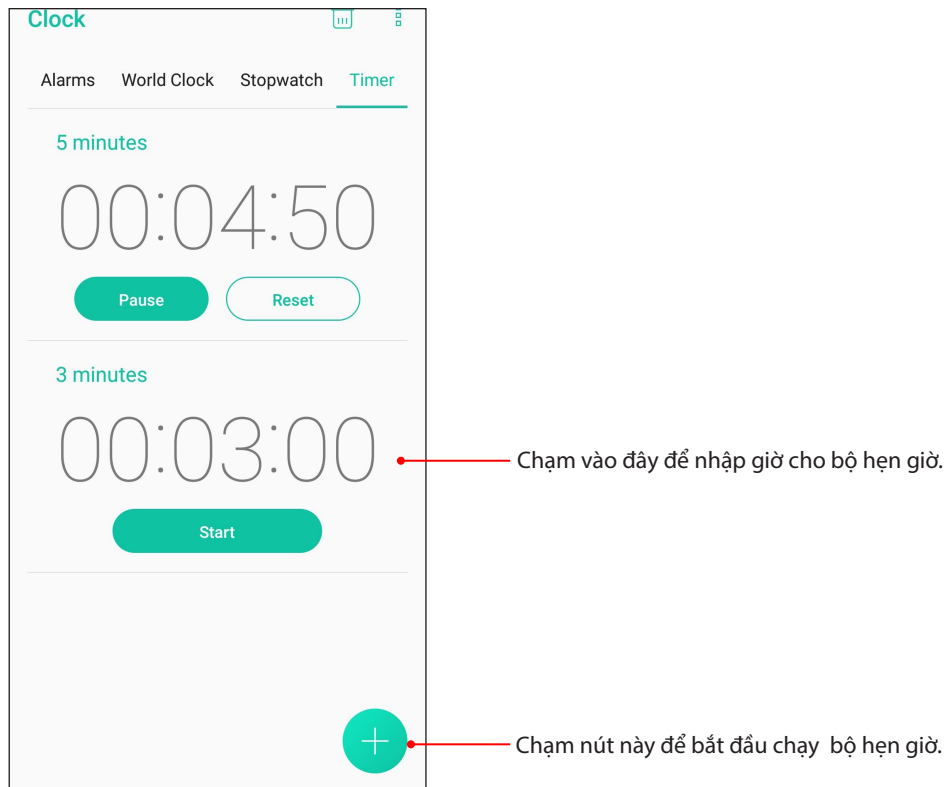 Clock
Alarms World Clock Stopwatch Timer
5 minutes
00:04:50
Pause Reset
3 minutes
00:03:00
Chạm vào đây để nhập giờ cho bộ hẹn giờ.
Start
Chạm nút này để bắt đầu chạy bộ hẹn giờ.